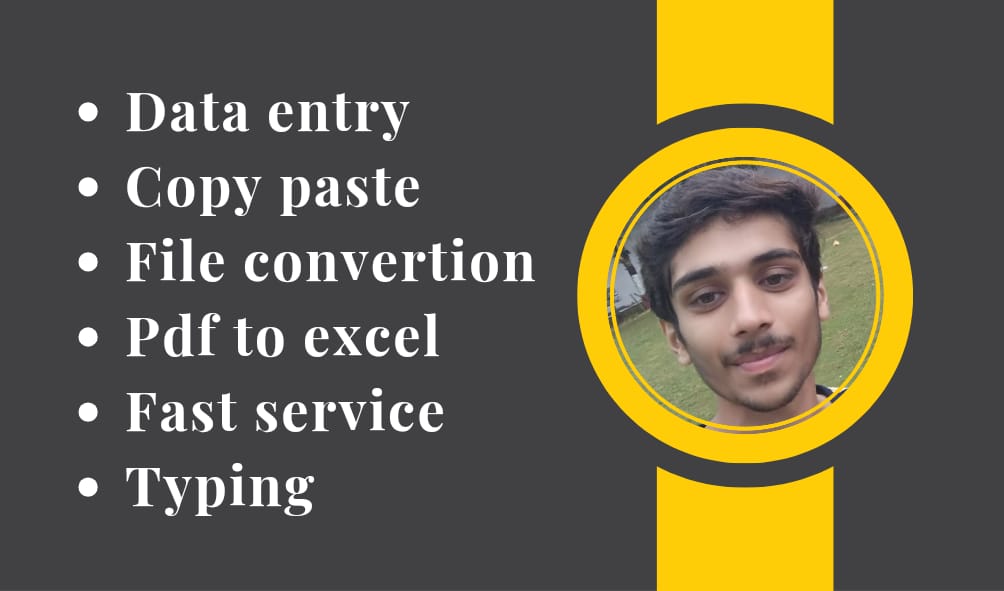 Data entry
Copy paste
File convertion
Pdf to excel
Fast service
Typing